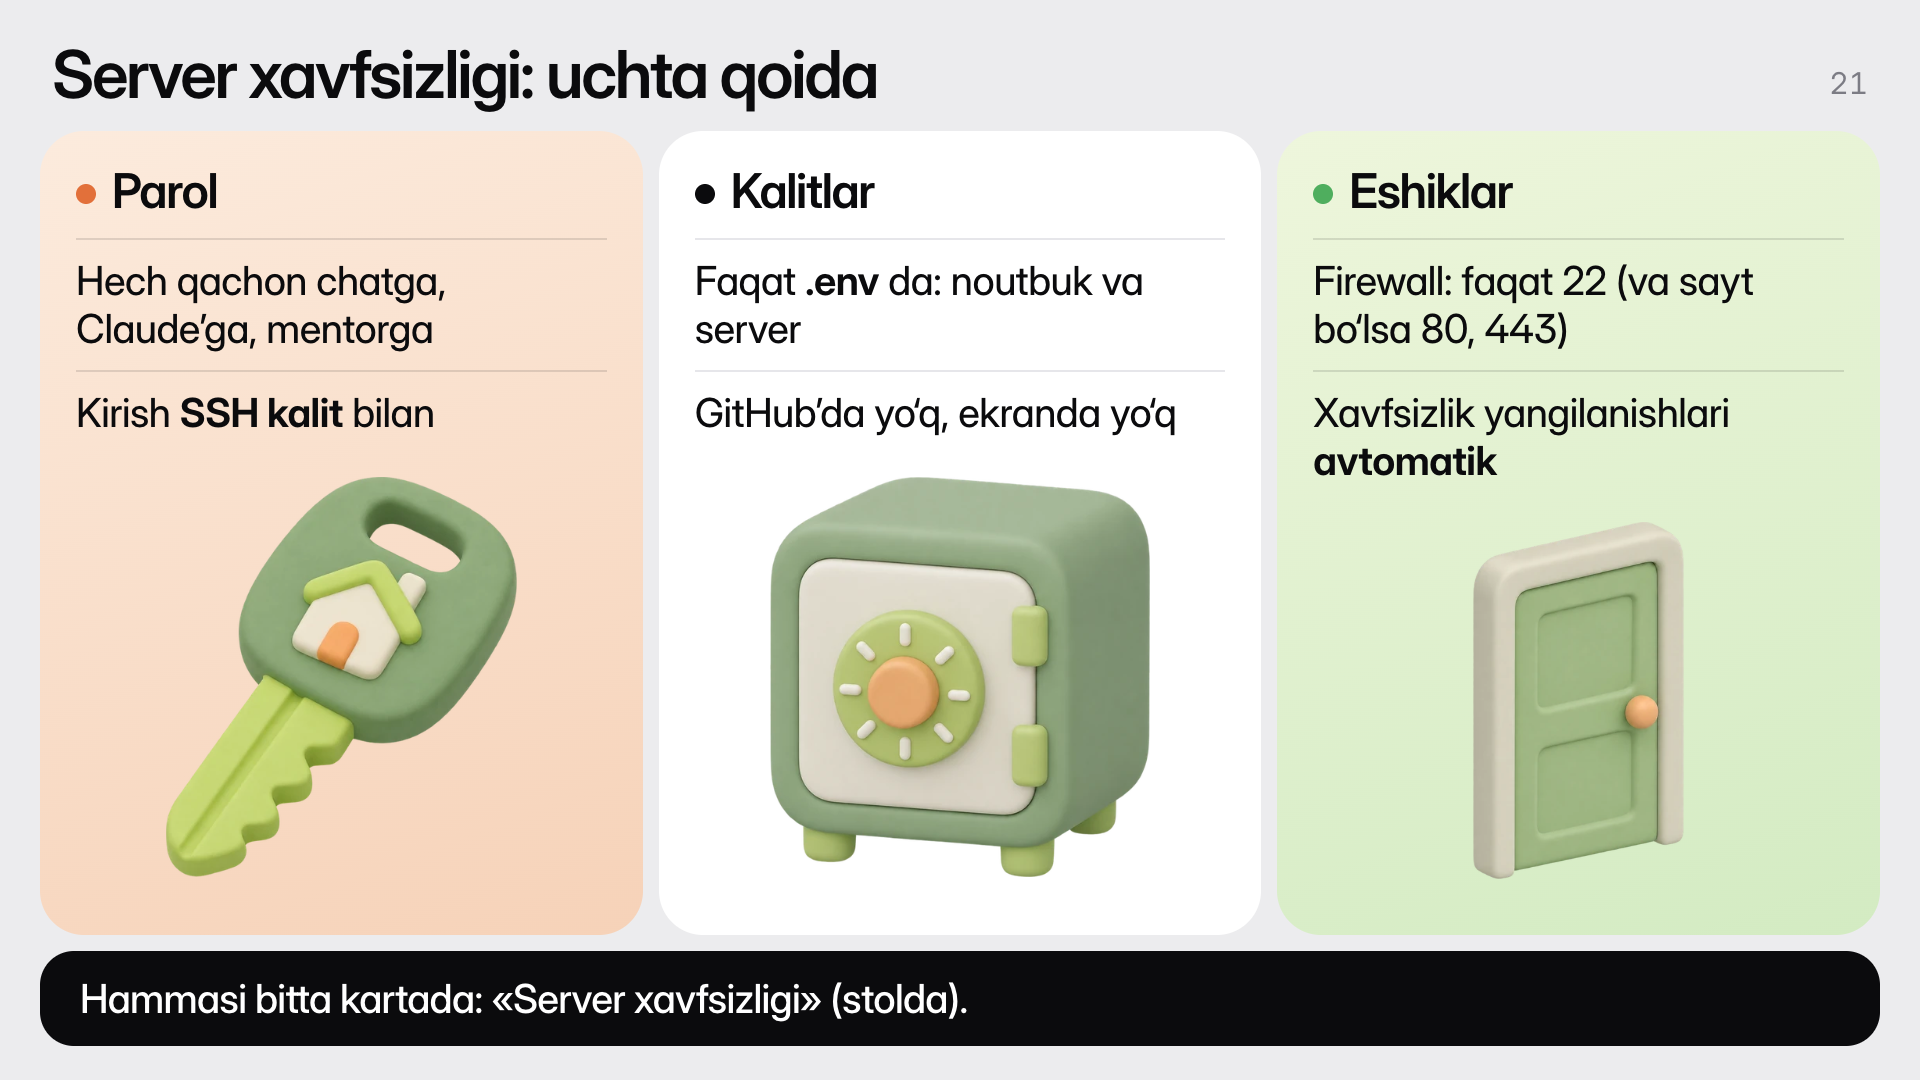 Server xavfsizligi: uchta qoida
21
Parol
Hech qachon chatga,
Claude’ga, mentorga
Kirish SSH kalit bilan
Kalitlar
Faqat .env da: noutbuk va
server
GitHub’da yo‘q, ekranda yo‘q
Eshiklar
Firewall: faqat 22 (va sayt
bo‘lsa 80, 443)
Xavfsizlik yangilanishlari
avtomatik
Hammasi bitta kartada: «Server xavfsizligi» (stolda).